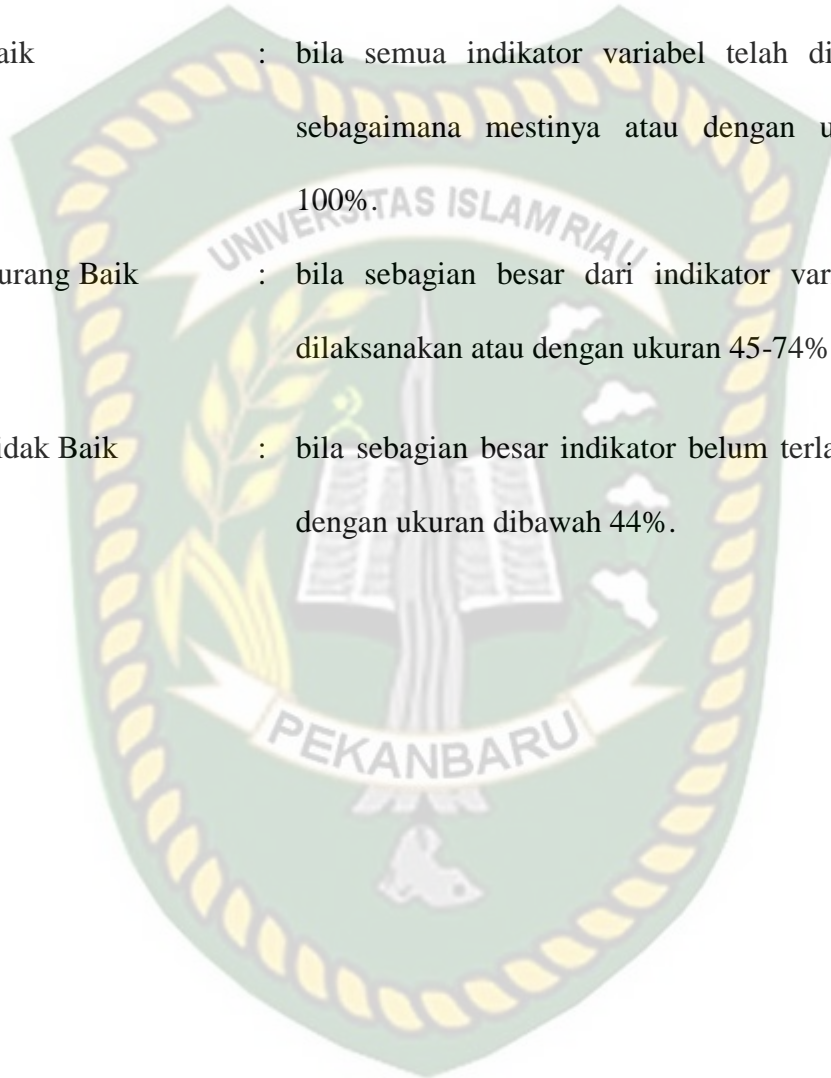 aik : bila semua indikator variabel telah di
sebagaimana mestinya atau dengan u
100%.
UNIVERSITAS ISLAM RIAU
urang Baik : bila sebagian besar dari indikator var
dilaksanakan atau dengan ukuran 45-74%
idak Baik : bila sebagian besar indikator belum terla
dengan ukuran dibawah 44%.
PEKANBARU